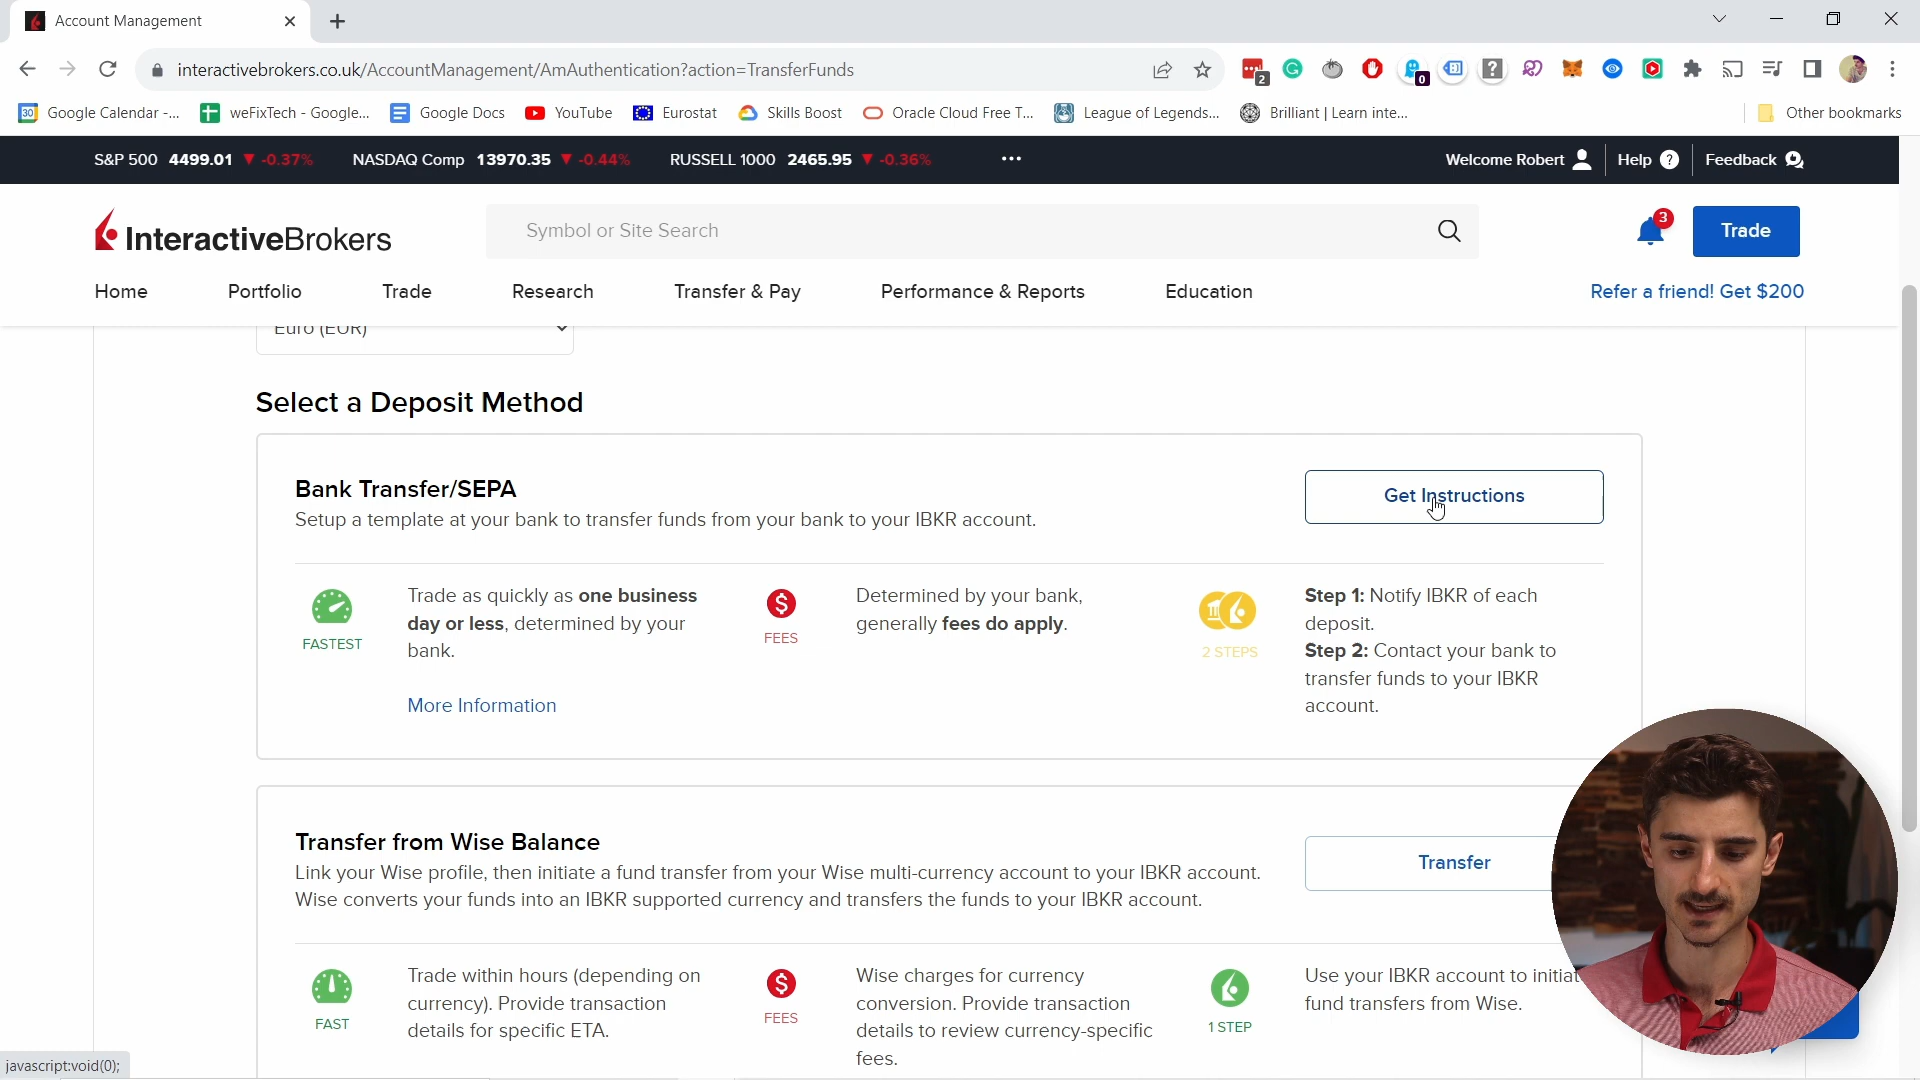 Account Management
interactivebrokers.co.uk/AccountManagement/AmAuthentication?action=TransferFunds
2
0
30 Google Calendar -...
weFixTech - Google...
Google Docs
YouTube
Eurostat
Skills Boost
Oracle Cloud Free T...
League of Legends...
Brilliant | Learn inte...
Other bookmarks
S&P 500 4499.01 ▼ -0.37%
NASDAQ Comp 13970.35 ▼ -0.44%
RUSSELL 1000 2465.95 ▼ -0.36%
•••
Welcome Robert
Help ?
Feedback
InteractiveBrokers
Symbol or Site Search
3
Trade
Home
Portfolio
Trade
Research
Transfer & Pay
Performance & Reports
Education
Refer a friend! Get $200
Euro (EUR)
Select a Deposit Method
Bank Transfer/SEPA
Setup a template at your bank to transfer funds from your bank to your IBKR account.
Get Instructions
FASTEST
Trade as quickly as one business
day or less, determined by your
bank.
More Information
$
FEES
Determined by your bank,
generally fees do apply.
2 STEPS
Step 1: Notify IBKR of each
deposit.
Step 2: Contact your bank to
transfer funds to your IBKR
account.
Transfer from Wise Balance
Link your Wise profile, then initiate a fund transfer from your Wise multi-currency account to your IBKR account.
Wise converts your funds into an IBKR supported currency and transfers the funds to your IBKR account.
Transfer
FAST
Trade within hours (depending on
currency). Provide transaction
details for specific ETA.
$
FEES
Wise charges for currency
conversion. Provide transaction
details to review currency-specific
fees.
1 STEP
Use your IBKR account to initiat
fund transfers from Wise.
javascript:void(0);